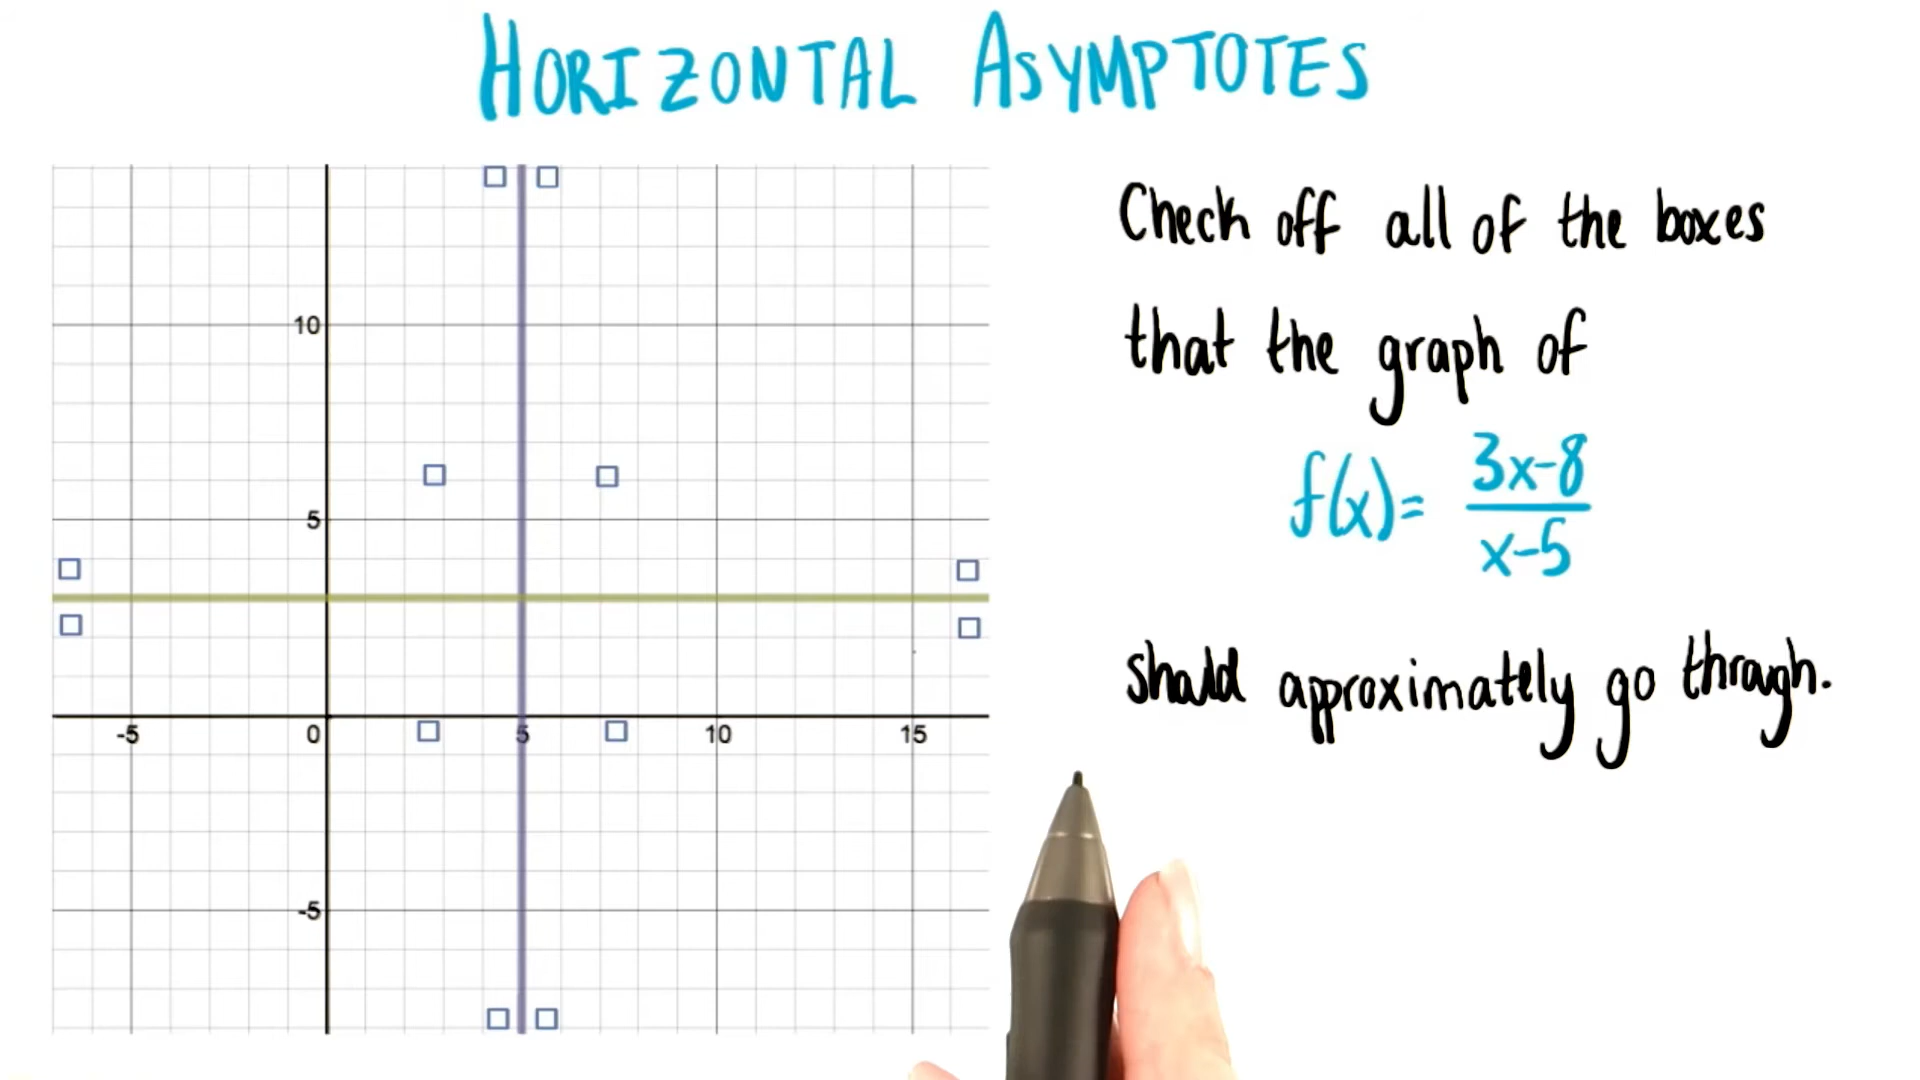 HORIZONTAL ASYMPTOTES
Check off all of the boxes
that the graph of
f(x)= 3x-8
x-5
should approximately go through.
10
5
-5 0 5 10 15
-5